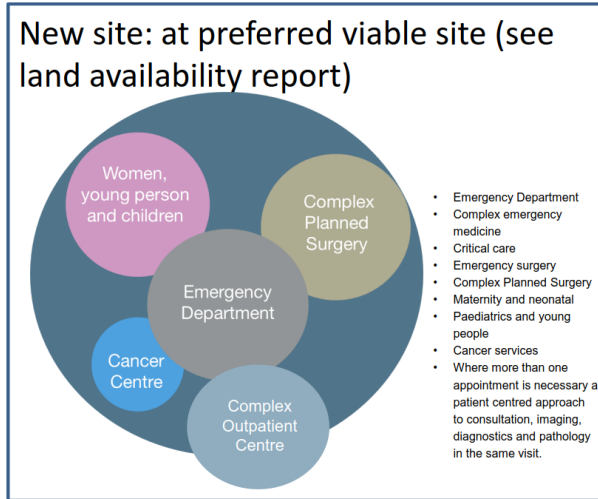 New site: at preferred viable site (see
land availability report)
Women,
young person
and children
Complex
Planned
Surgery
Emergency
Department
Cancer
Centre
Complex
Outpatient
Centre
• Emergency Department
• Complex emergency
medicine
• Critical care
• Emergency surgery
• Complex Planned Surgery
• Maternity and neonatal
• Paediatrics and young
people
• Cancer services
• Where more than one
appointment is necessary a
patient centred approach
to consultation, imaging,
diagnostics and pathology
in the same visit.